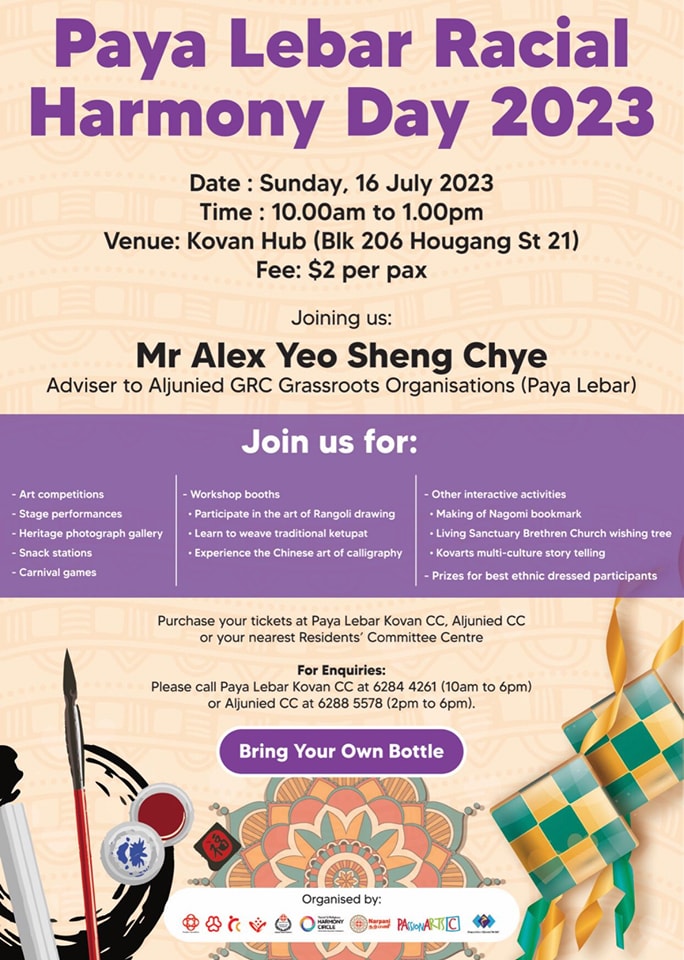 Paya Lebar Racial
Harmony Day 2023
Date : Sunday, 16 July 2023
Time : 10.00am to 1.00pm
Venue: Kovan Hub (Blk 206 Hougang St 21)
Fee: $2 per pax
Joining us:
Mr Alex Yeo Sheng Chye
Adviser to Aljunied GRC Grassroots Organisations (Paya Lebar)
Join us for:
- Art competitions
- Stage performances
- Heritage photograph gallery
- Snack stations
- Carnival games
- Workshop booths
• Participate in the art of Rangoli drawing
• Learn to weave traditional ketupat
• Experience the Chinese art of calligraphy
- Other interactive activities
• Making of Nagomi bookmark
• Living Sanctuary Brethren Church wishing tree
• Kovarts multi-culture story telling
- Prizes for best ethnic dressed participants
Purchase your tickets at Paya Lebar Kovan CC, Aljunied CC
or your nearest Residents' Committee Centre
For Enquiries:
Please call Paya Lebar Kovan CC at 6284 4261 (10am to 6pm)
or Aljunied CC at 6288 5578 (2pm to 6pm).
Bring Your Own Bottle
Organised by:
HARMONY
CIRCLE
Narpani
PASSIONARTS